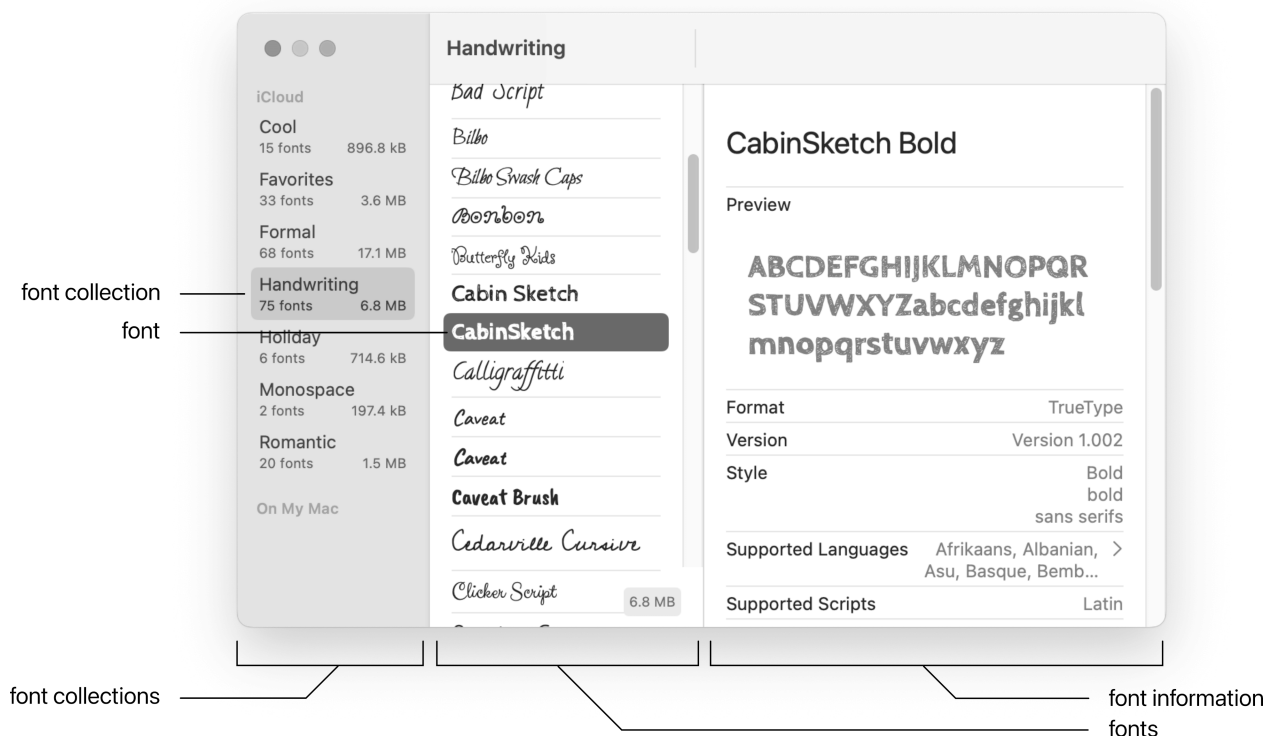 Handwriting
iCloud
Cool
15 fonts 896.8 kB
Favorites
33 fonts 3.6 MB
Formal
68 fonts 17.1 MB
Handwriting
75 fonts 6.8 MB
Holiday
6 fonts 714.6 kB
Monospace
2 fonts 197.4 kB
Romantic
20 fonts 1.5 MB
On My Mac
font collection
font
Bad Script
Bilbo
Bilbo Swash Caps
Bonbon
Butterfly Kids
Cabin Sketch
CabinSketch
Calligraffitti
Caveat
Caveat
Caveat Brush
Cedarville Cursive
Clicker Script
6.8 MB
CabinSketch Bold
Preview
ABCDEFGHIJKLMNOPQR
STUVWXYZabcdefghijkl
mnopqrstuvwxyz
Format TrueType
Version Version 1.002
Style Bold
bold
sans serifs
Supported Languages Afrikaans, Albanian,
Asu, Basque, Bemb...
Supported Scripts Latin
font collections
font information
fonts